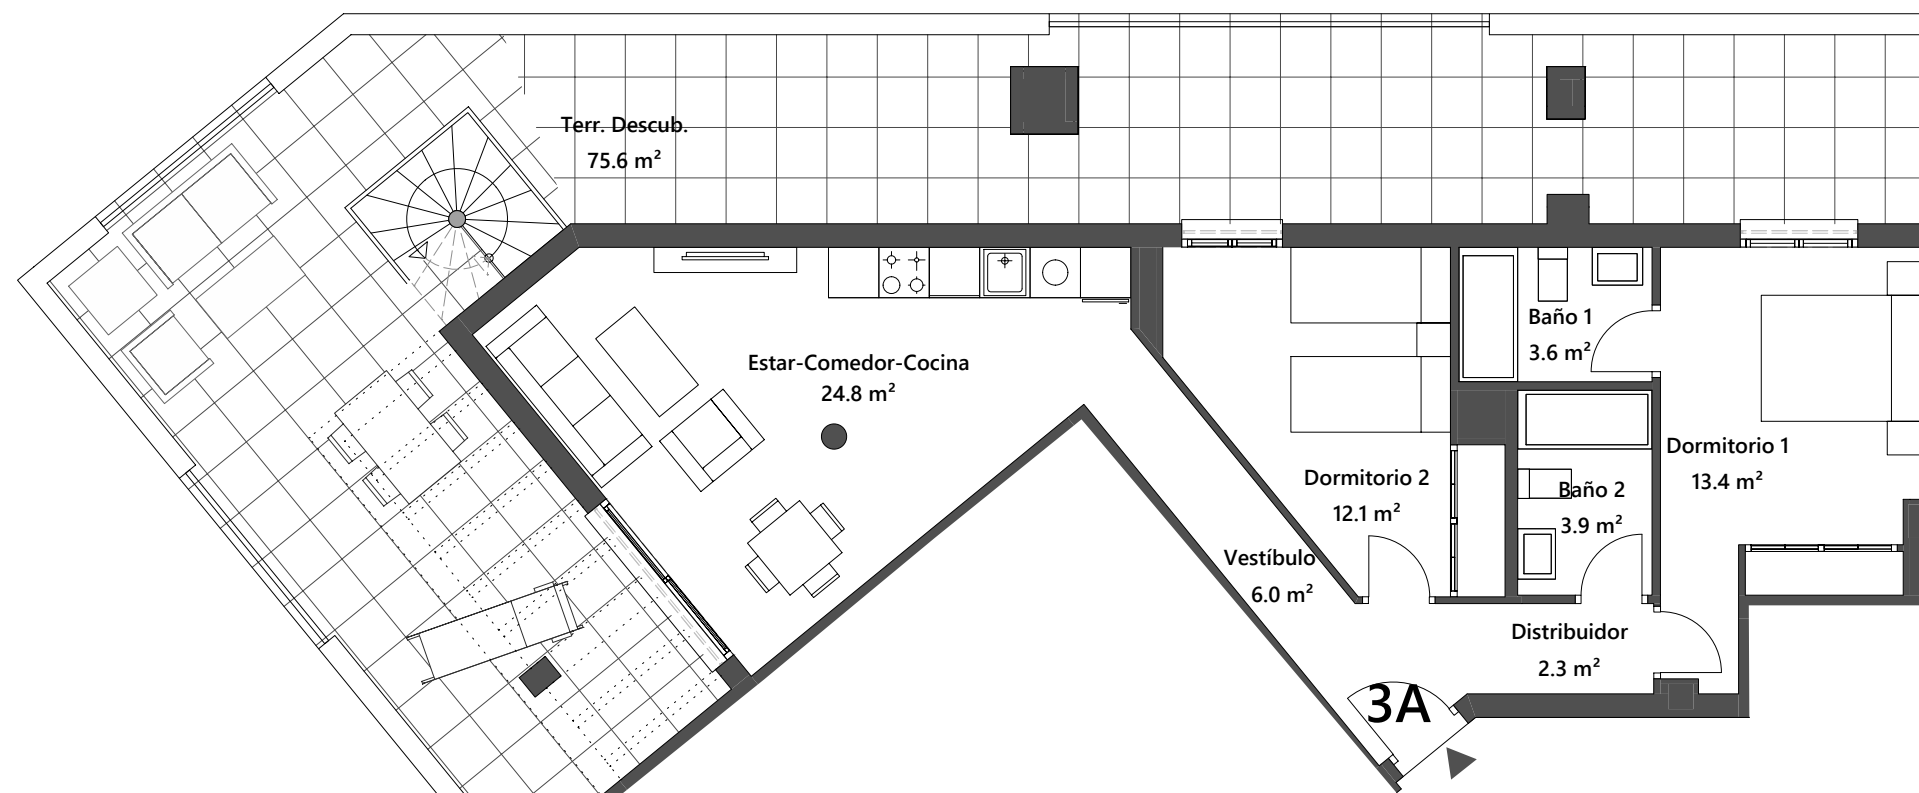 Terr. Descub.
75.6 m²
Estar-Comedor-Cocina
24.8 m²
Baño 1
3.6 m²
Dormitorio 1
13.4 m²
Dormitorio 2
12.1 m²
Baño 2
3.9 m²
Vestíbulo
6.0 m²
Distribuidor
2.3 m²
3A